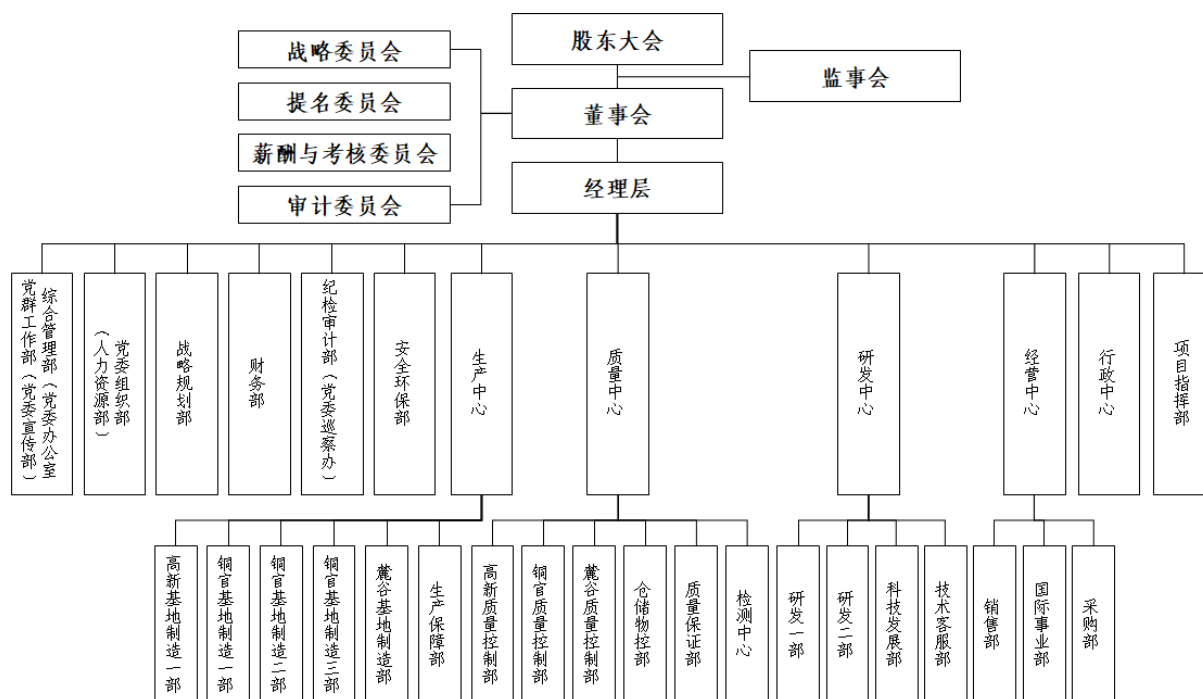 股东大会
战略委员会
监事会
提名委员会
董事会
薪酬与考核委员会
经理层
审计委员会
综合管理部（党委办公室
党群工作部（党委宣传部）
党委组织部
（人力资源部）
战略规划部
财务部
纪检审计部（党委巡察办）
安全环保部
生产中心
质量中心
研发中心
经营中心
行政中心
项目指挥部
高新基地制造一部
铜官基地制造一部
铜官基地制造二部
铜官基地制造三部
麓谷基地制造部
生产保障部
高新质量控制部
铜官质量控制部
麓谷质量控制部
仓储物控部
质量保证部
检测中心
研发一部
研发二部
科技发展部
技术客服部
销售部
国际事业部
采购部